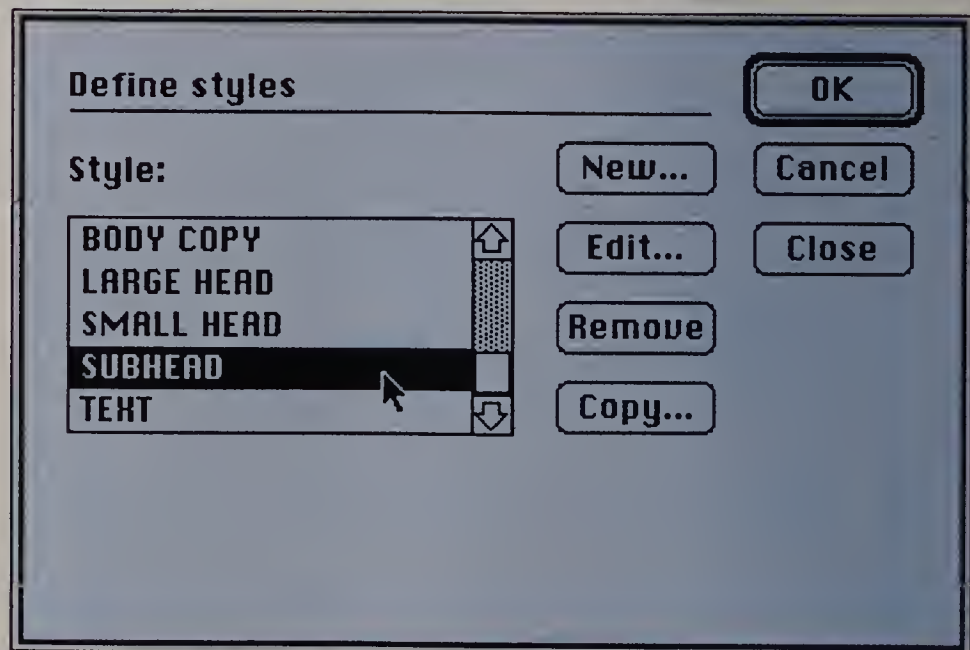 Define styles
OK
Style:
New...
Cancel
BODY COPY
Edit...
Close
LARGE HEAD
SMALL HEAD
Remove
SUBHEAD
TEXT
Copy...